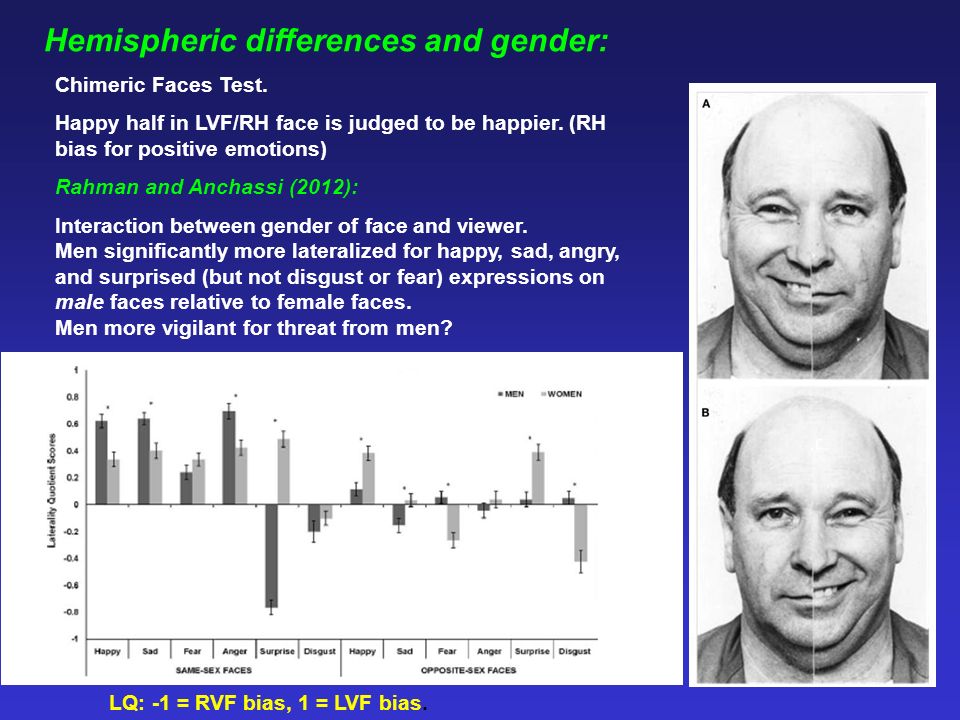 Hemispheric differences and gender:
Chimeric Faces Test.
Happy half in LVF/RH face is judged to be happier. (RH
bias for positive emotions)
Rahman and Anchassi (2012):
Interaction between gender of face and viewer.
Men significantly more lateralized for happy, sad, angry,
and surprised (but not disgust or fear) expressions on
male faces relative to female faces.
Men more vigilant for threat from men?
A
B
MEN WOMEN
Laterality Quotient Scores
1
0.8
0.6
0.4
0.2
0
-0.2
-0.4
-0.6
-0.8
-1
* * * * * * * * *
Happy Sad Fear Anger Surprise Disgust Happy Sad Fear Anger Surprise Disgust
SAME-SEX FACES OPPOSITE-SEX FACES
LQ: -1 = RVF bias, 1 = LVF bias.